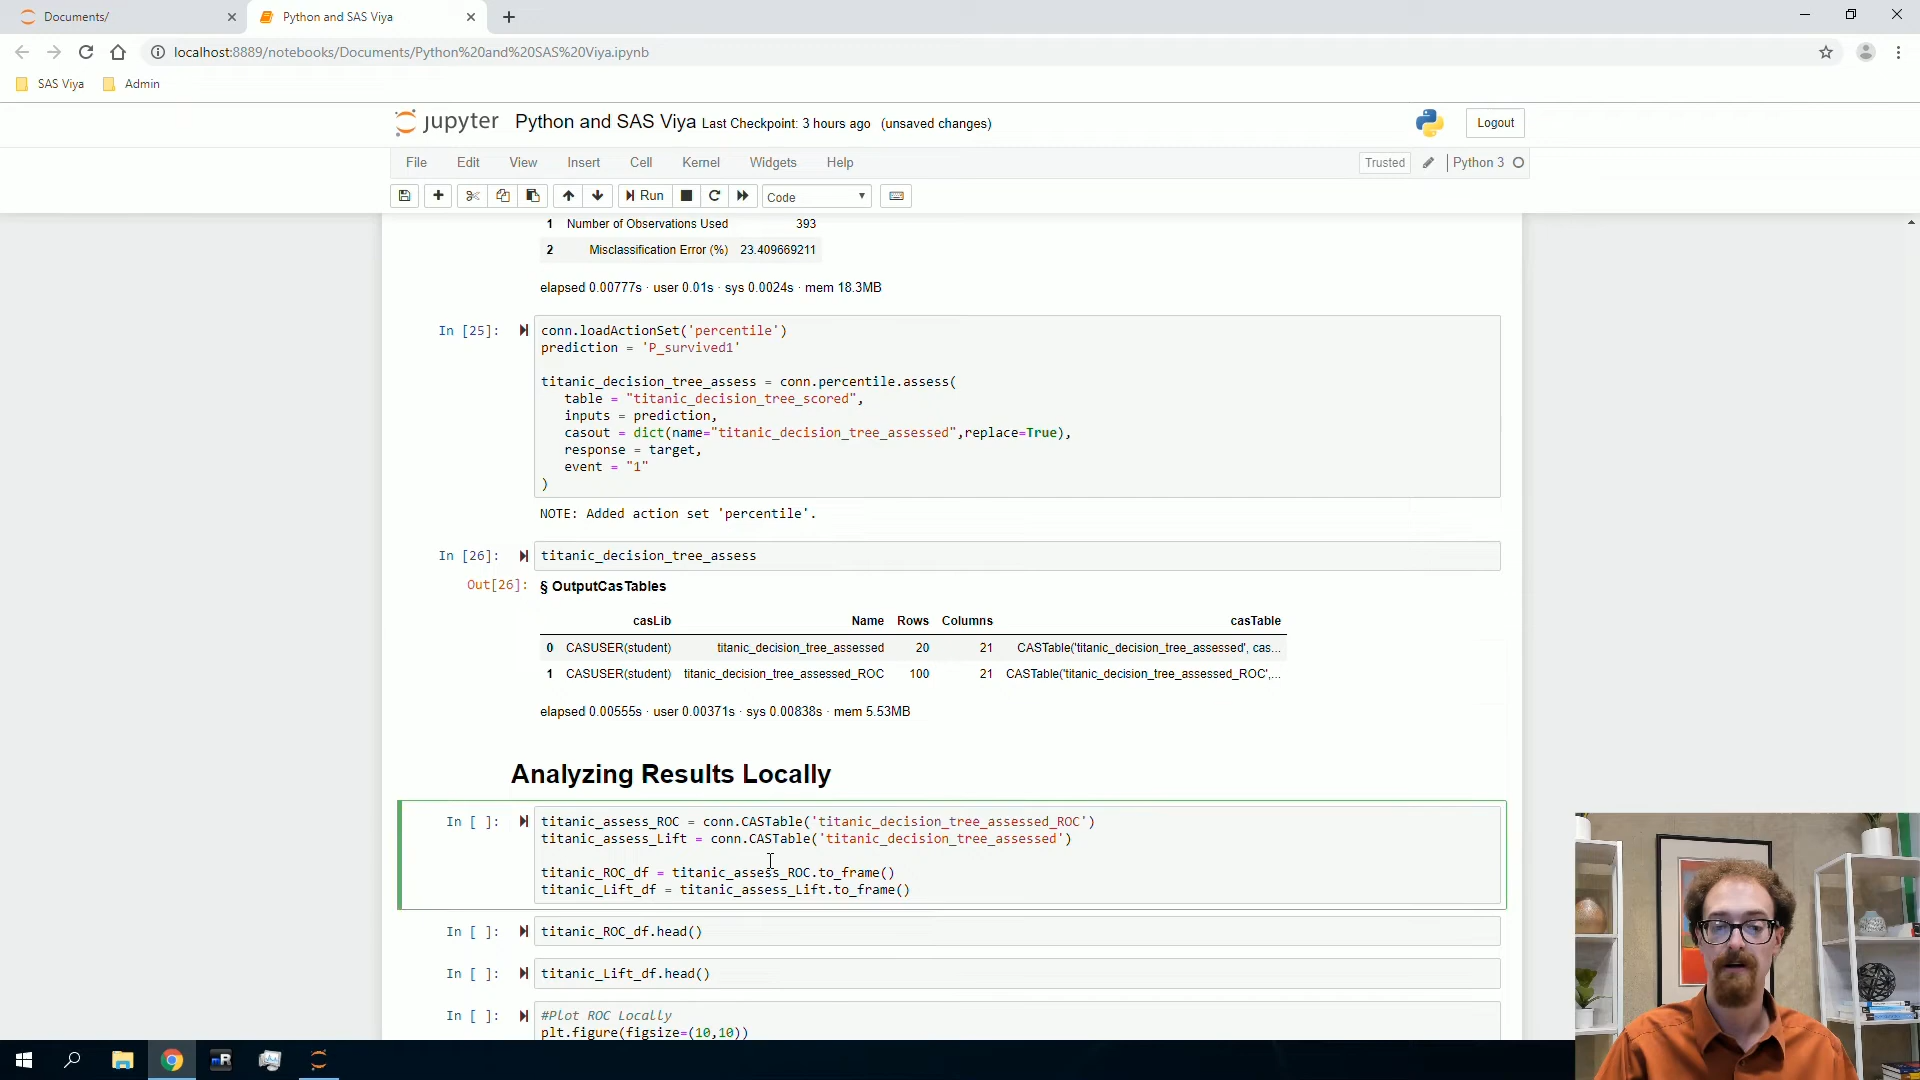 Documents/
Python and SAS Viya
localhost:8889/notebooks/Documents/Python%20and%20SAS%20Viya.ipynb
SAS Viya
Admin
jupyter Python and SAS Viya Last Checkpoint: 3 hours ago (unsaved changes)
Logout
File Edit View Insert Cell Kernel Widgets Help
Trusted
Python 3
Run
Code
1 Number of Observations Used 393
2 Misclassification Error (%) 23.409669211
elapsed 0.00777s · user 0.01s · sys 0.0024s · mem 18.3MB
In [25]: conn.loadActionSet('percentile')
prediction = 'P_survived1'
titanic_decision_tree_assess = conn.percentile.assess(
table = "titanic_decision_tree_scored",
inputs = prediction,
casout = dict(name="titanic_decision_tree_assessed",replace=True),
response = target,
event = "1"
)
NOTE: Added action set 'percentile'.
In [26]: titanic_decision_tree_assess
Out[26]: § OutputCasTables
casLib Name Rows Columns casTable
0 CASUSER(student) titanic_decision_tree_assessed 20 21 CASTable('titanic_decision_tree_assessed', cas...
1 CASUSER(student) titanic_decision_tree_assessed_ROC 100 21 CASTable('titanic_decision_tree_assessed_ROC',...
elapsed 0.00555s · user 0.00371s · sys 0.00838s · mem 5.53MB
Analyzing Results Locally
In [ ]: titanic_assess_ROC = conn.CASTable('titanic_decision_tree_assessed_ROC')
titanic_assess_Lift = conn.CASTable('titanic_decision_tree_assessed')
titanic_ROC_df = titanic_assess_ROC.to_frame()
titanic_Lift_df = titanic_assess_Lift.to_frame()
In [ ]: titanic_ROC_df.head()
In [ ]: titanic_Lift_df.head()
In [ ]: #Plot ROC Locally
plt.figure(figsize=(10,10))